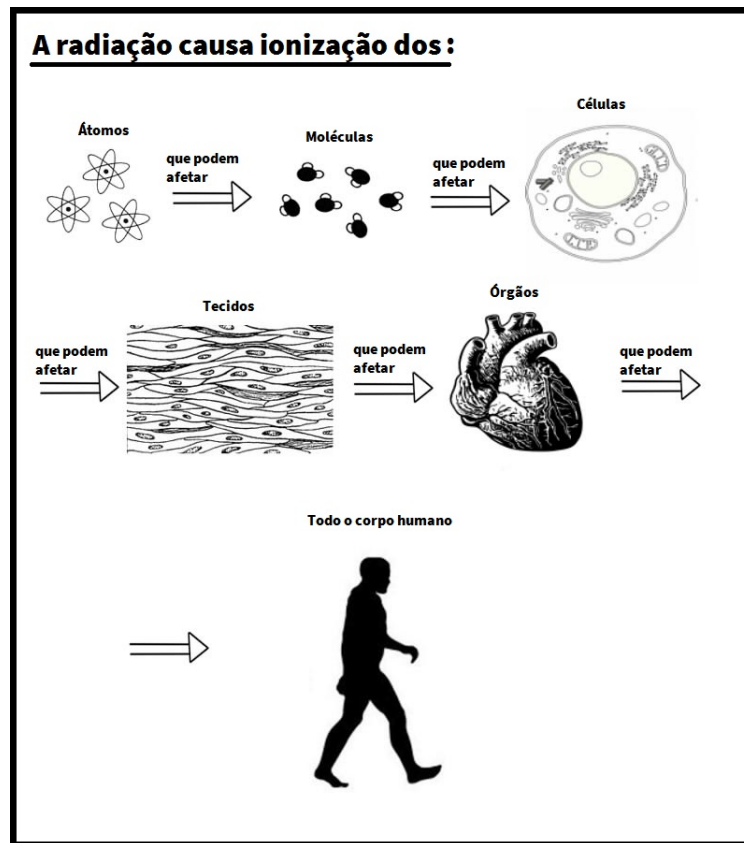 A radiação causa ionização dos :
Átomos
que podem
afetar
Moléculas
que podem
afetar
Células
que podem
afetar
Tecidos
que podem
afetar
Órgãos
que podem
afetar
Todo o corpo humano